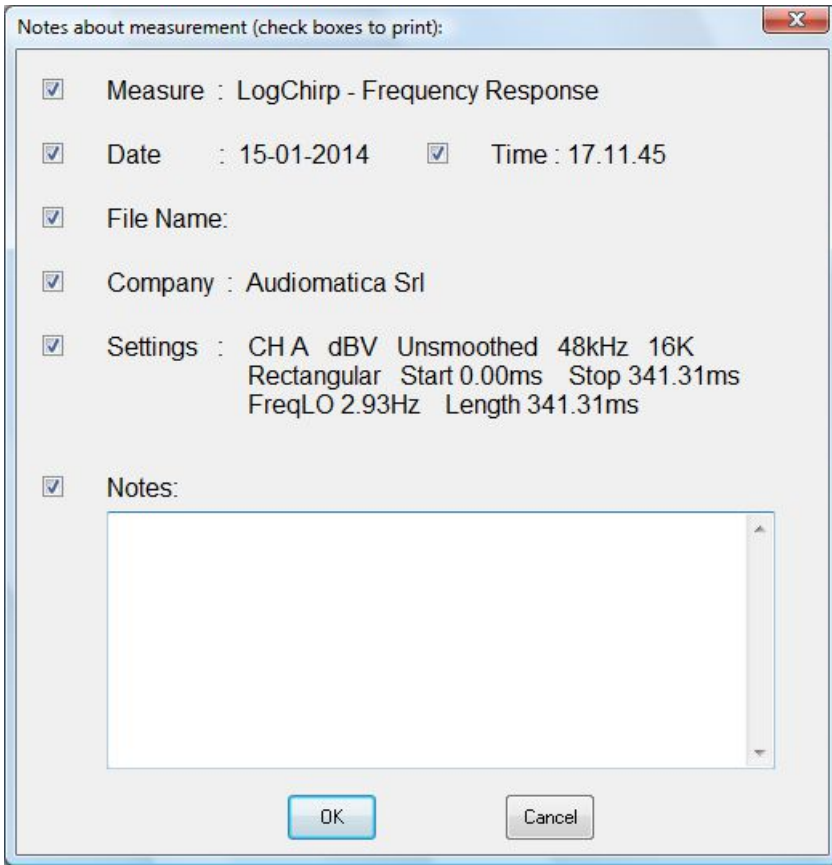 Notes about measurement (check boxes to print):
Measure : LogChirp - Frequency Response
Date : 15-01-2014 Time : 17.11.45
File Name:
Company : Audiomatica Srl
Settings : CH A dBV Unsmoothed 48kHz 16K
Rectangular Start 0.00ms Stop 341.31ms
FreqLO 2.93Hz Length 341.31ms
Notes:
OK Cancel